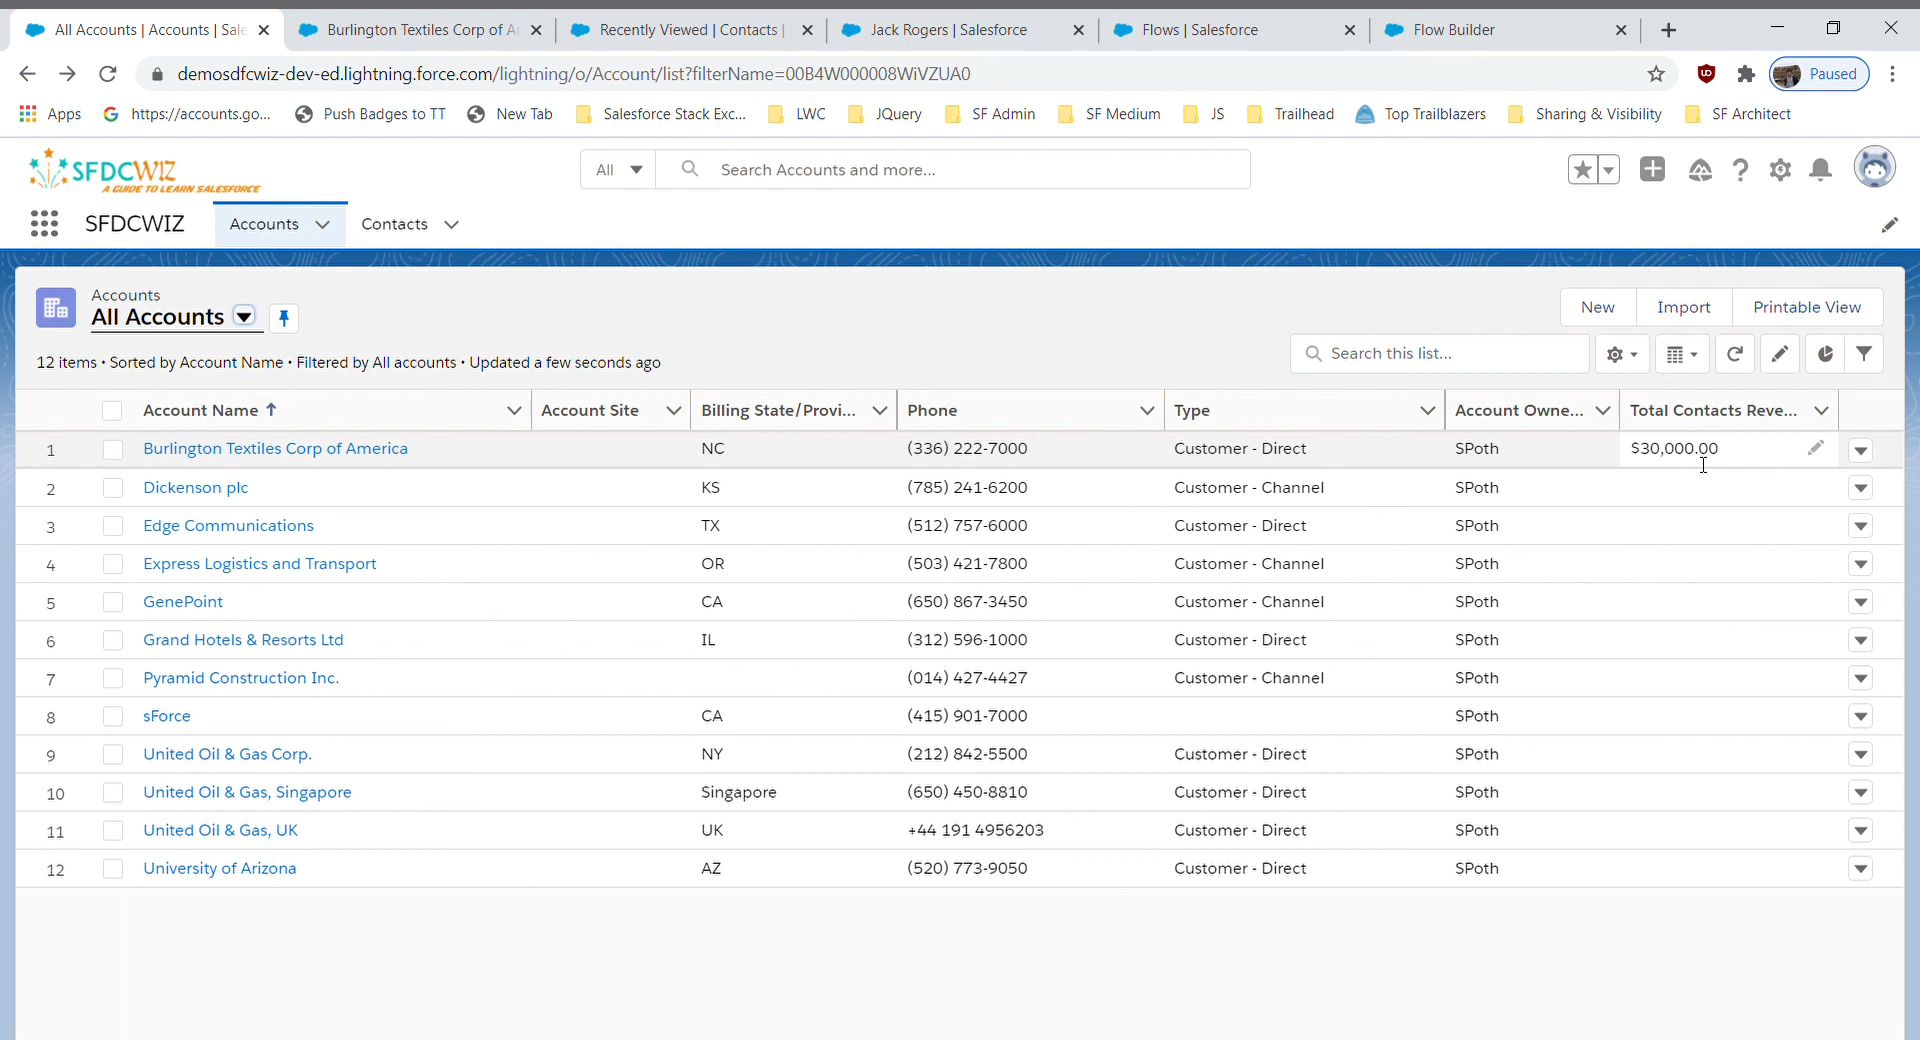 All Accounts | Accounts | Sale
Burlington Textiles Corp of A
Recently Viewed | Contacts |
Jack Rogers | Salesforce
Flows | Salesforce
Flow Builder
demosdfcwiz-dev-ed.lightning.force.com/lightning/o/Account/list?filterName=00B4W000008WiVZUA0
Paused
Apps
https://accounts.go...
Push Badges to TT
New Tab
Salesforce Stack Exc...
LWC
JQuery
SF Admin
SF Medium
JS
Trailhead
Top Trailblazers
Sharing & Visibility
SF Architect
SFDCWIZ
A GUIDE TO LEARN SALESFORCE
All
Search Accounts and more...
SFDCWIZ
Accounts
Contacts
Accounts
All Accounts
New
Import
Printable View
12 items • Sorted by Account Name • Filtered by All accounts • Updated a few seconds ago
Search this list...
Account Name
Account Site
Billing State/Provi...
Phone
Type
Account Owne...
Total Contacts Reve...
1 Burlington Textiles Corp of America NC (336) 222-7000 Customer - Direct SPoth $30,000.00
2 Dickenson plc KS (785) 241-6200 Customer - Channel SPoth
3 Edge Communications TX (512) 757-6000 Customer - Direct SPoth
4 Express Logistics and Transport OR (503) 421-7800 Customer - Channel SPoth
5 GenePoint CA (650) 867-3450 Customer - Channel SPoth
6 Grand Hotels & Resorts Ltd IL (312) 596-1000 Customer - Direct SPoth
7 Pyramid Construction Inc. (014) 427-4427 Customer - Channel SPoth
8 sForce CA (415) 901-7000 SPoth
9 United Oil & Gas Corp. NY (212) 842-5500 Customer - Direct SPoth
10 United Oil & Gas, Singapore Singapore (650) 450-8810 Customer - Direct SPoth
11 United Oil & Gas, UK UK +44 191 4956203 Customer - Direct SPoth
12 University of Arizona AZ (520) 773-9050 Customer - Direct SPoth